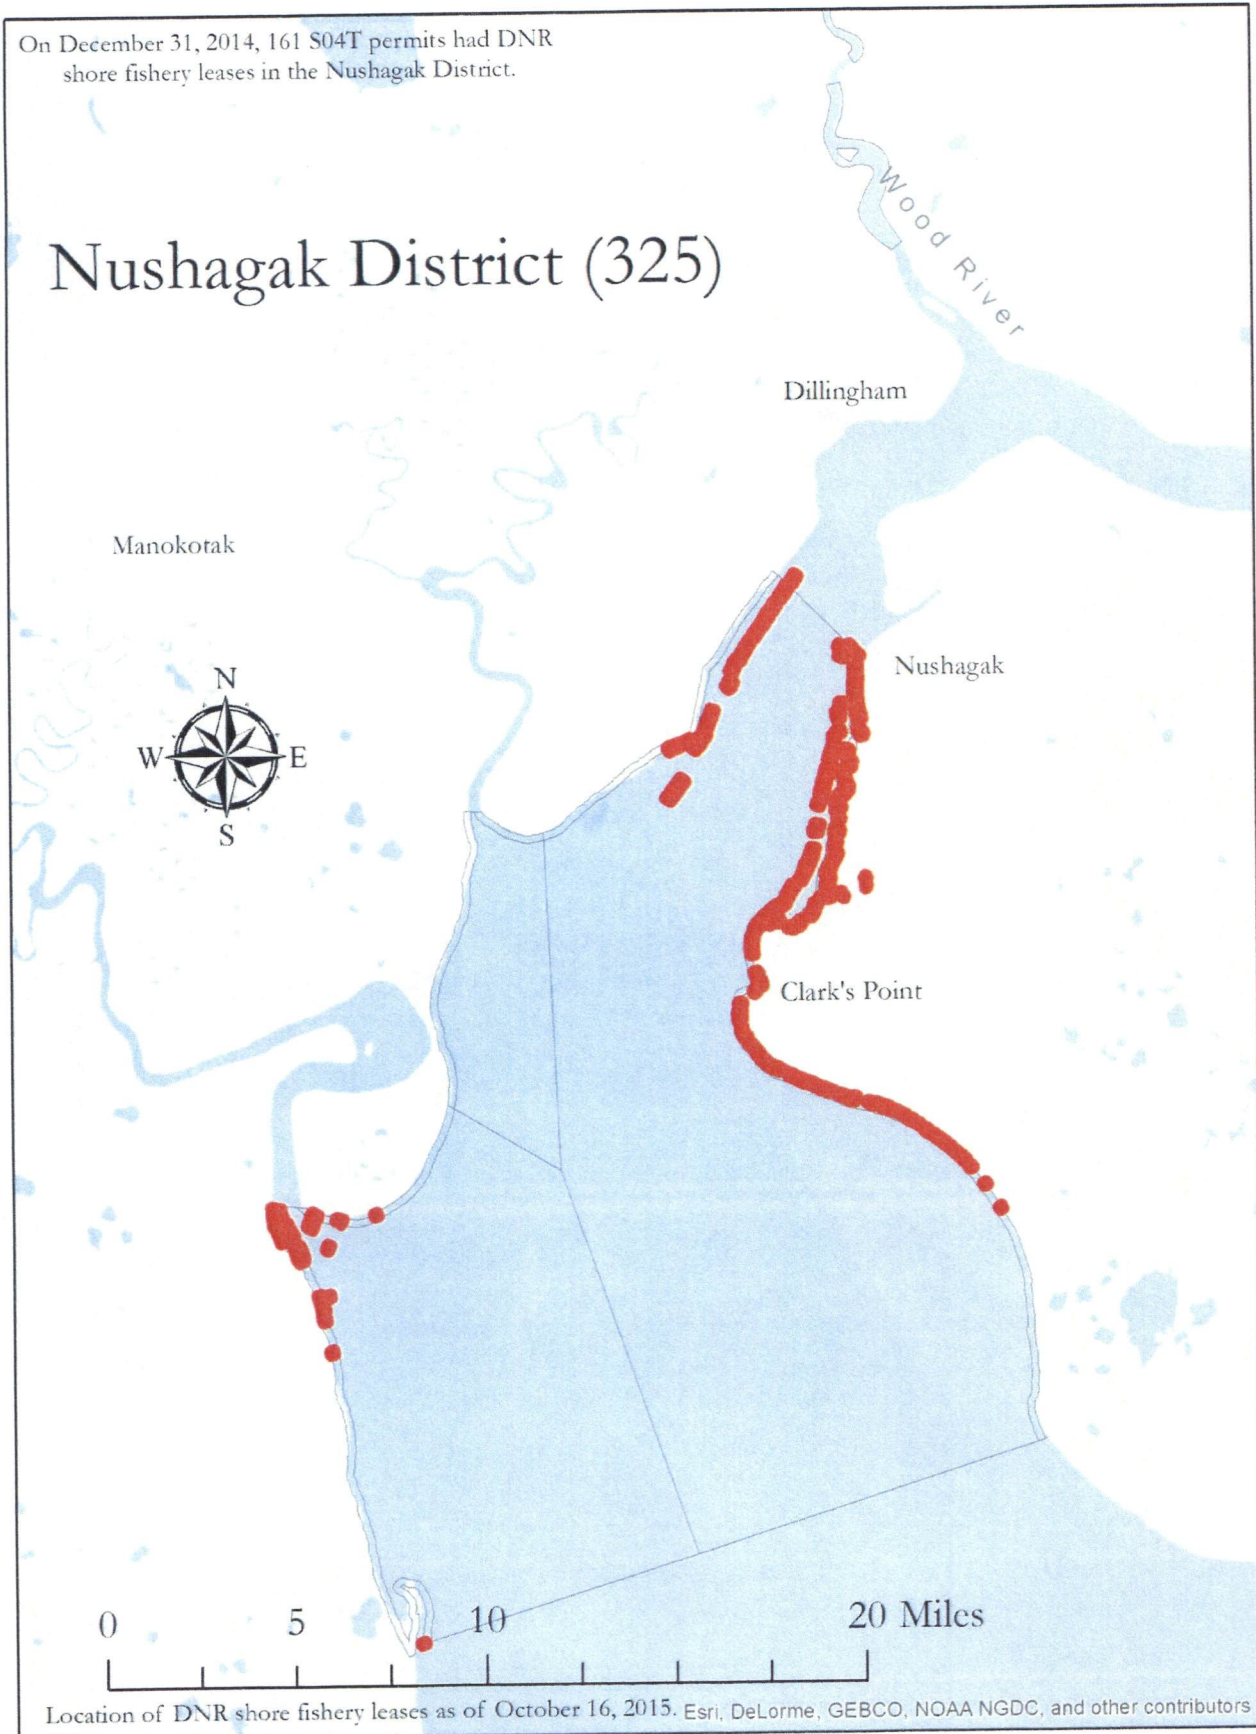 On December 31, 2014, 161 S04T permits had DNR
shore fishery leases in the Nushagak District.
Wood River
Nushagak District (325)
Dillingham
Manokotak
Nushagak
N
W E
S
Clark's Point
0 5 10 20 Miles
Location of DNR shore fishery leases as of October 16, 2015. Esri, DeLorme, GEBCO, NOAA NGDC, and other contributors